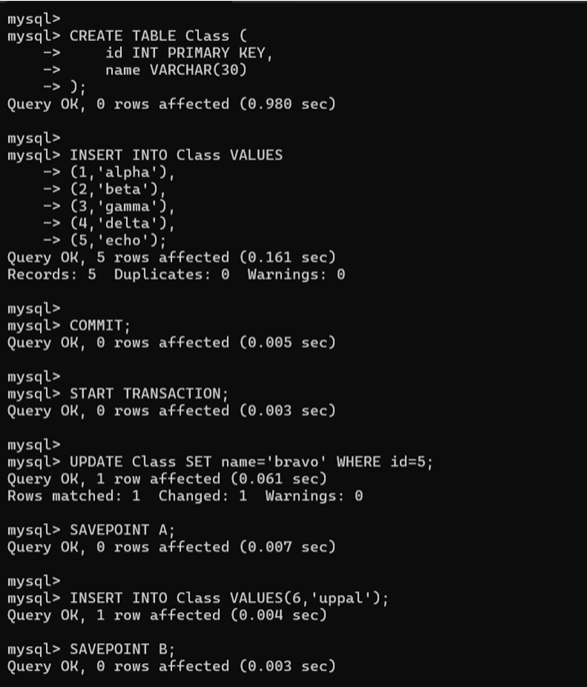 mysql>
mysql> CREATE TABLE Class (
    ->     id INT PRIMARY KEY,
    ->     name VARCHAR(30)
    -> );
Query OK, 0 rows affected (0.980 sec)

mysql>
mysql> INSERT INTO Class VALUES
    -> (1,'alpha'),
    -> (2,'beta'),
    -> (3,'gamma'),
    -> (4,'delta'),
    -> (5,'echo');
Query OK, 5 rows affected (0.161 sec)
Records: 5  Duplicates: 0  Warnings: 0

mysql>
mysql> COMMIT;
Query OK, 0 rows affected (0.005 sec)

mysql>
mysql> START TRANSACTION;
Query OK, 0 rows affected (0.003 sec)

mysql>
mysql> UPDATE Class SET name='bravo' WHERE id=5;
Query OK, 1 row affected (0.061 sec)
Rows matched: 1  Changed: 1  Warnings: 0

mysql> SAVEPOINT A;
Query OK, 0 rows affected (0.007 sec)

mysql>
mysql> INSERT INTO Class VALUES(6,'uppal');
Query OK, 1 row affected (0.004 sec)

mysql> SAVEPOINT B;
Query OK, 0 rows affected (0.003 sec)